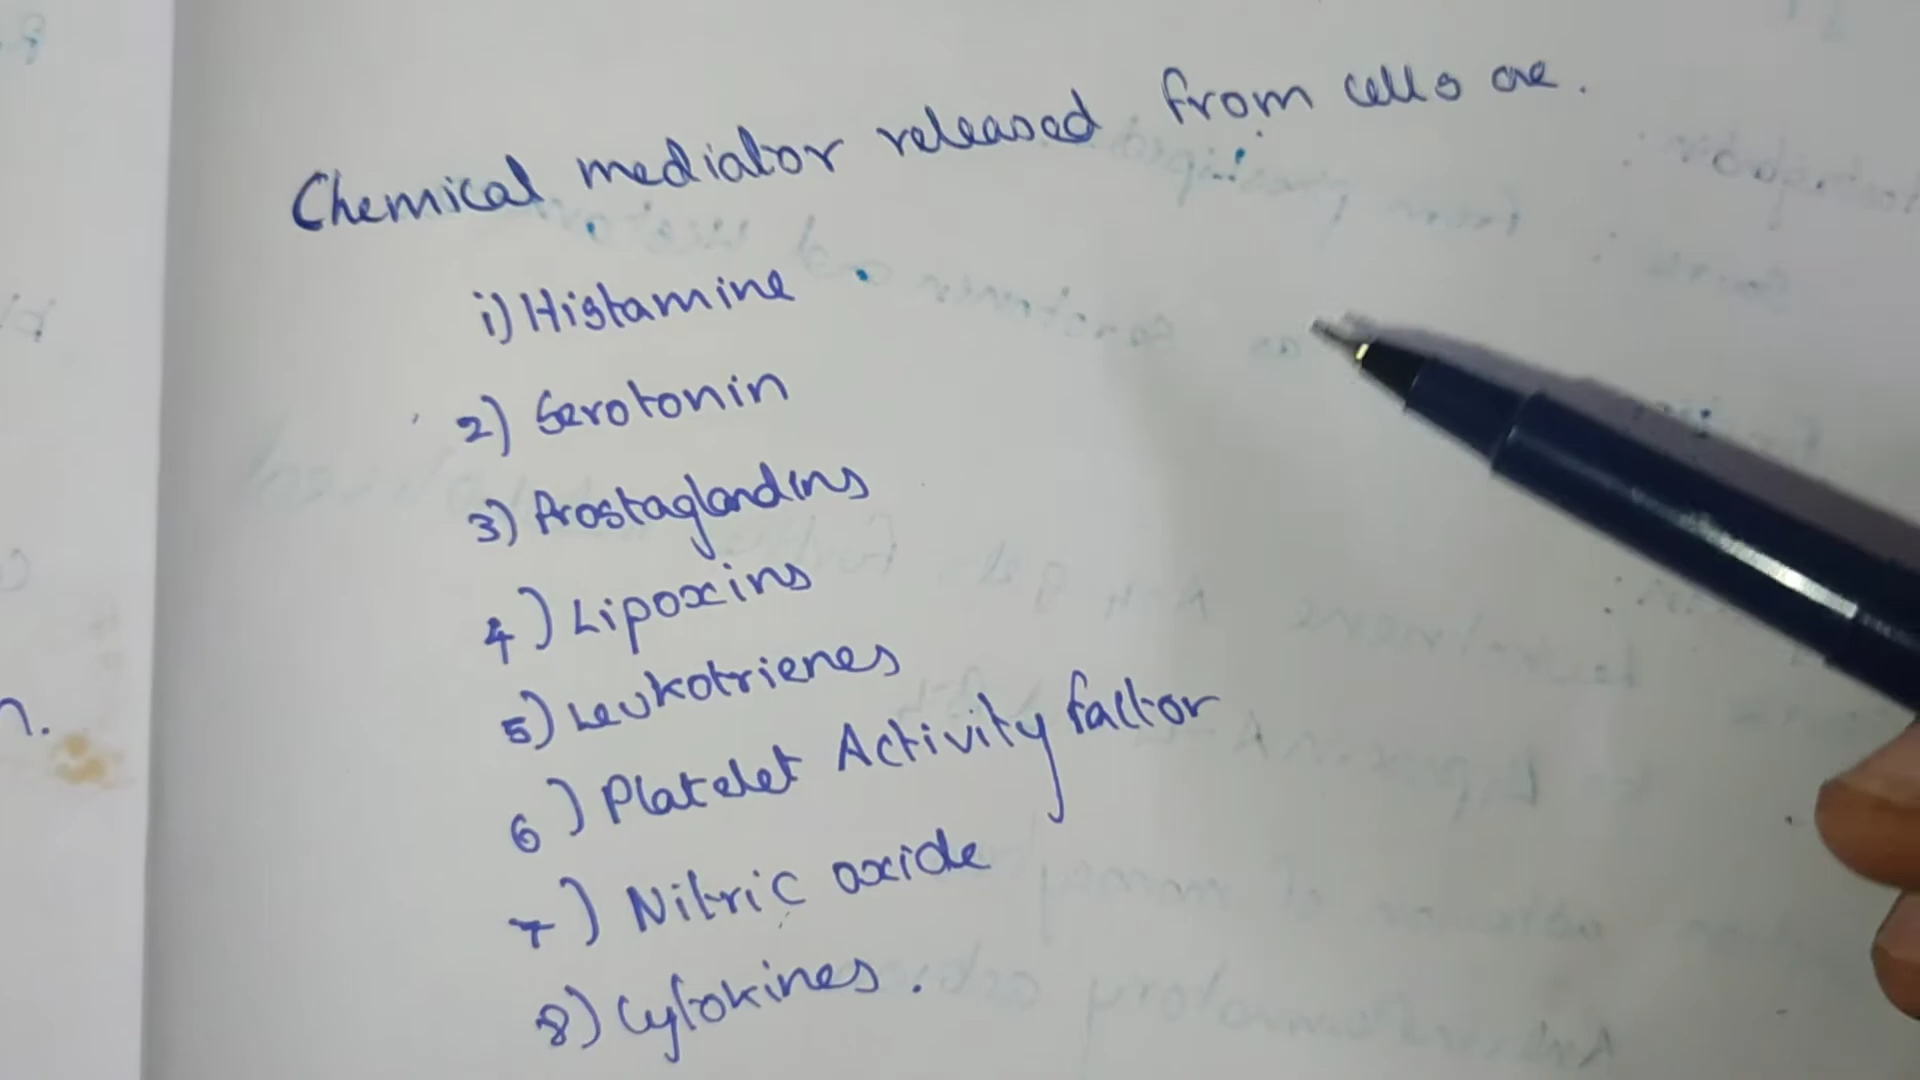 Chemical mediator released from cells are.
i) Histamine
2) Serotonin
3) Prostaglandins
4) Lipoxins
5) Leukotrienes
6) Platelet Activity factor
7) Nitric oxide
8) Cytokines.
n.